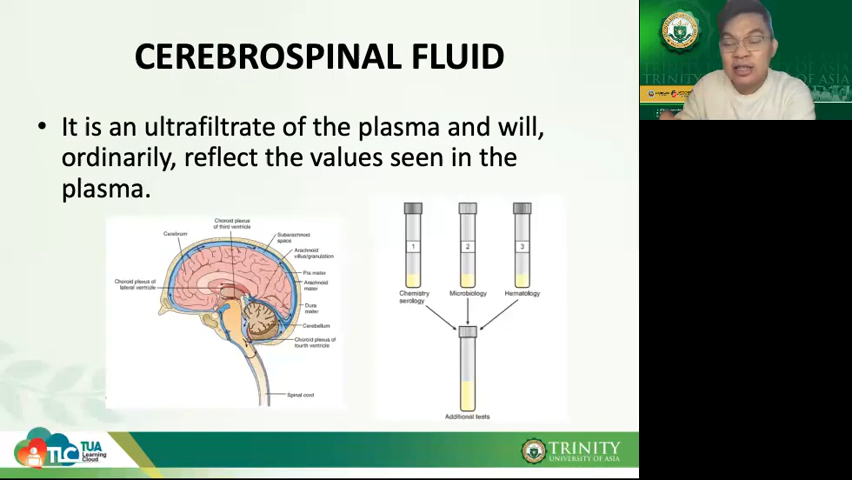 CEREBROSPINAL FLUID
• It is an ultrafiltrate of the plasma and will,
ordinarily, reflect the values seen in the
plasma.
Choroid plexus
of third ventricle
Cerebrum
Subarachnoid
space
Arachnoid
villus/granulation
Pia mater
Arachnoid
mater
Choroid plexus of
lateral ventricle
Dura
mater
Cerebellum
Choroid plexus of
fourth ventricle
Spinal cord
1
2
3
Chemistry
serology
Microbiology
Hematology
Additional tests
TLC
TUA
Learning
Cloud
TRINITY
UNIVERSITY OF ASIA